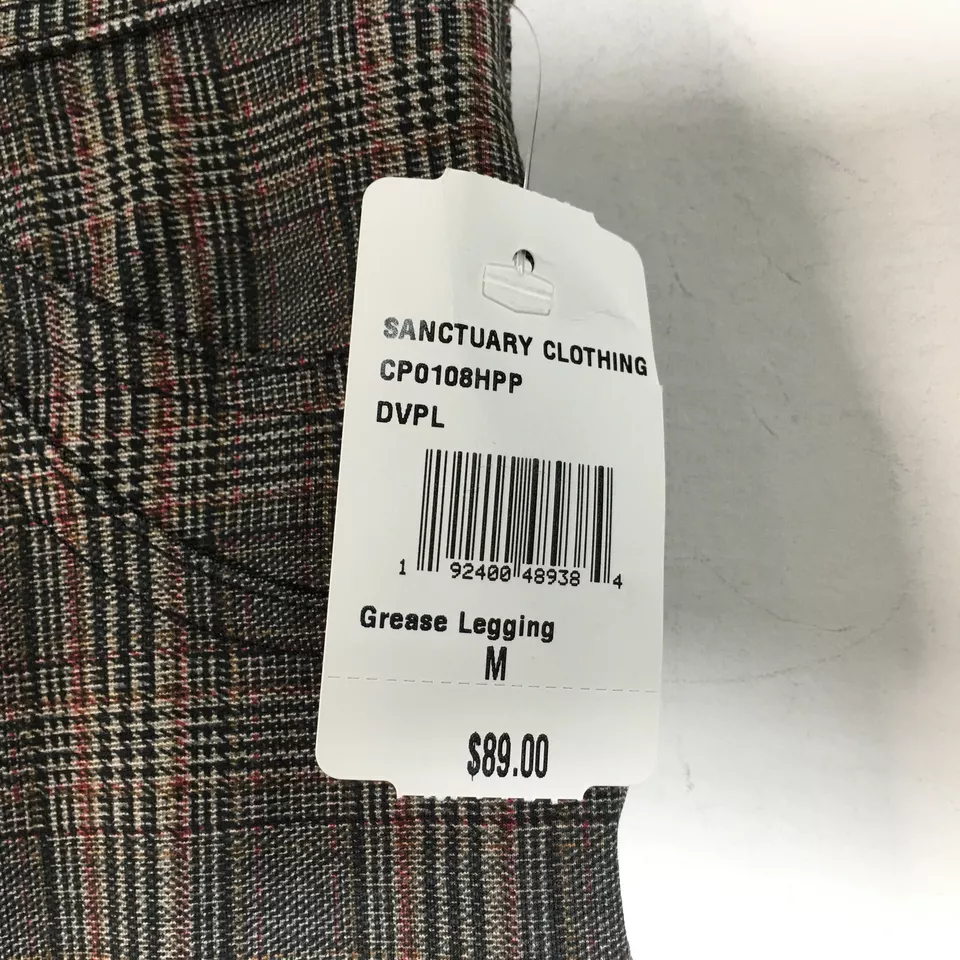 SANCTUARY CLOTHING
CP0108HPP
DVPL
1 92400 48938 4
Grease Legging
M
$89.00